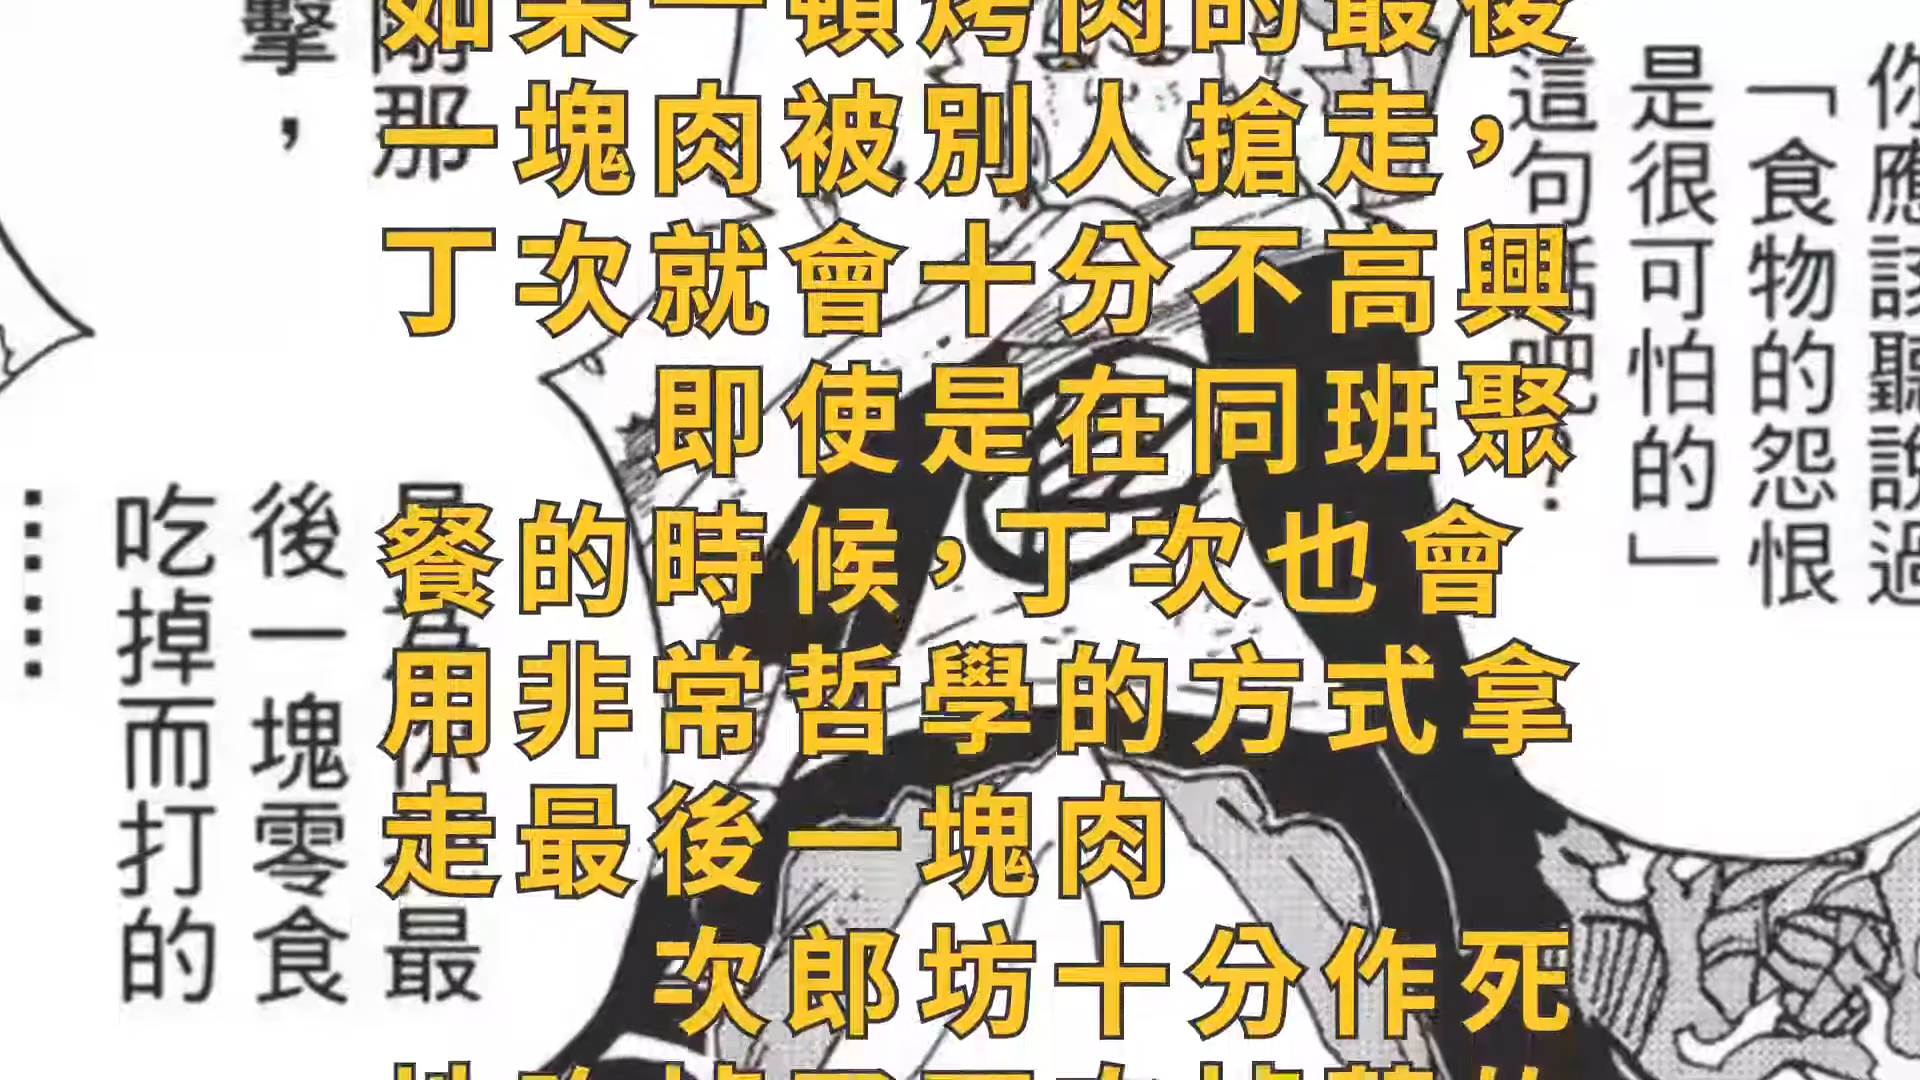 如果一頓烤肉的最後
一塊肉被別人搶走，
丁次就會十分不高興
即使是在同班聚
餐的時候，丁次也會
用非常哲學的方式拿
走最後一塊肉
次郎坊十分作死
你應該聽說過
「食物的怨恨
是很可怕的」
這句話吧？
剛那
擊，
最
後一塊零食
吃掉而打的
……